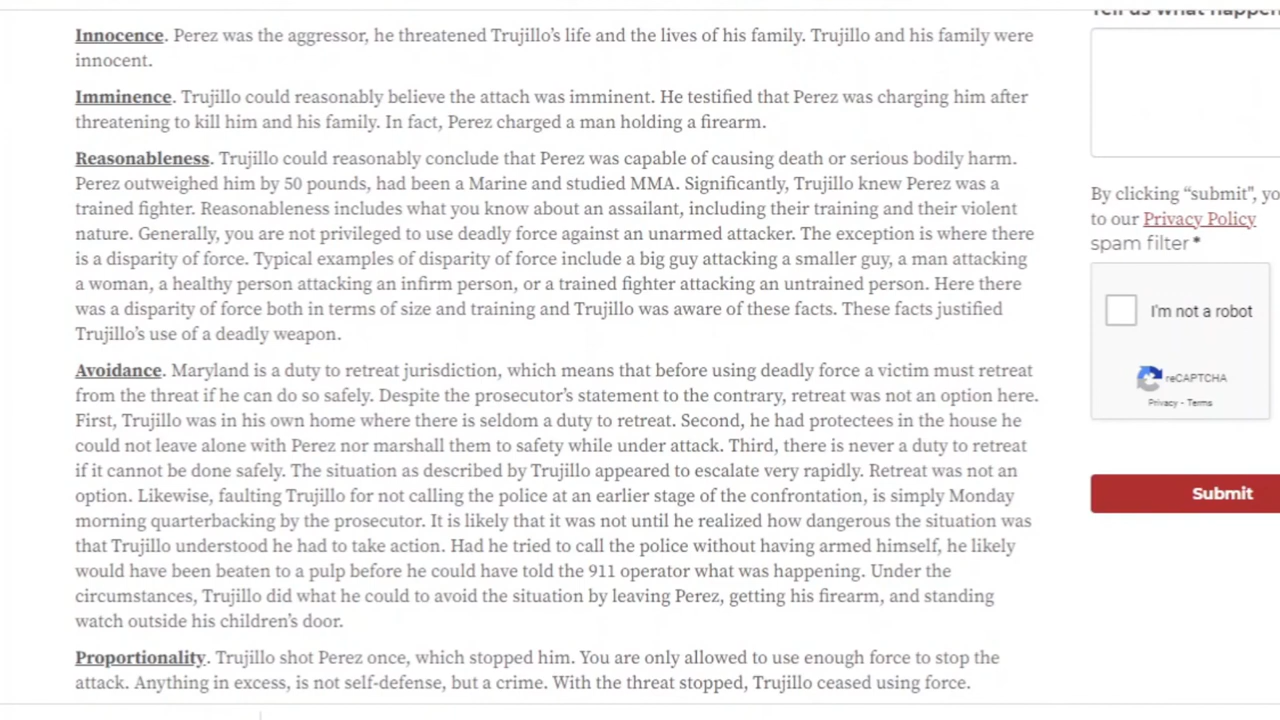 Tell us what happen
Innocence. Perez was the aggressor, he threatened Trujillo’s life and the lives of his family. Trujillo and his family were
innocent.
Imminence. Trujillo could reasonably believe the attach was imminent. He testified that Perez was charging him after
threatening to kill him and his family. In fact, Perez charged a man holding a firearm.
Reasonableness. Trujillo could reasonably conclude that Perez was capable of causing death or serious bodily harm.
Perez outweighed him by 50 pounds, had been a Marine and studied MMA. Significantly, Trujillo knew Perez was a
trained fighter. Reasonableness includes what you know about an assailant, including their training and their violent
nature. Generally, you are not privileged to use deadly force against an unarmed attacker. The exception is where there
is a disparity of force. Typical examples of disparity of force include a big guy attacking a smaller guy, a man attacking
a woman, a healthy person attacking an infirm person, or a trained fighter attacking an untrained person. Here there
was a disparity of force both in terms of size and training and Trujillo was aware of these facts. These facts justified
Trujillo’s use of a deadly weapon.
Avoidance. Maryland is a duty to retreat jurisdiction, which means that before using deadly force a victim must retreat
from the threat if he can do so safely. Despite the prosecutor’s statement to the contrary, retreat was not an option here.
First, Trujillo was in his own home where there is seldom a duty to retreat. Second, he had protectees in the house he
could not leave alone with Perez nor marshall them to safety while under attack. Third, there is never a duty to retreat
if it cannot be done safely. The situation as described by Trujillo appeared to escalate very rapidly. Retreat was not an
option. Likewise, faulting Trujillo for not calling the police at an earlier stage of the confrontation, is simply Monday
morning quarterbacking by the prosecutor. It is likely that it was not until he realized how dangerous the situation was
that Trujillo understood he had to take action. Had he tried to call the police without having armed himself, he likely
would have been beaten to a pulp before he could have told the 911 operator what was happening. Under the
circumstances, Trujillo did what he could to avoid the situation by leaving Perez, getting his firearm, and standing
watch outside his children’s door.
Proportionality. Trujillo shot Perez once, which stopped him. You are only allowed to use enough force to stop the
attack. Anything in excess, is not self-defense, but a crime. With the threat stopped, Trujillo ceased using force.
By clicking “submit”, yo
to our Privacy Policy
spam filter *
I'm not a robot
reCAPTCHA
Privacy - Terms
Submit